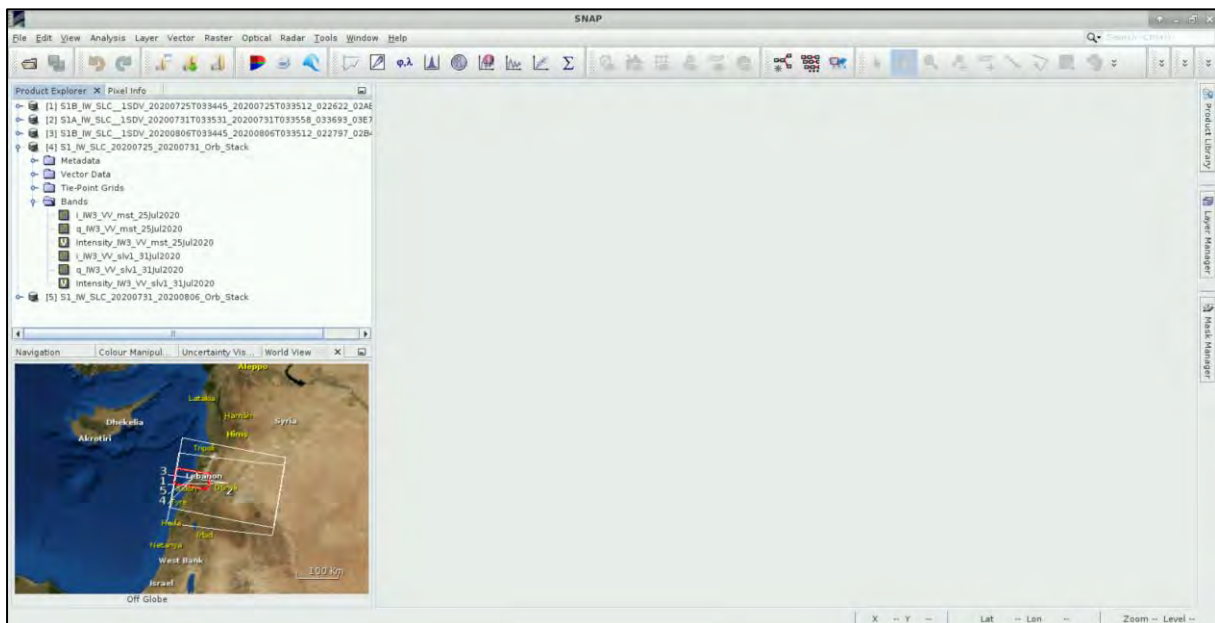 SNAP
File Edit View Analysis Layer Vector Raster Optical Radar Tools Window Help
Product Explorer X Pixel Info
[1] S1B_IW_SLC__1SDV_20200725T033445_20200725T033512_022622_02AE
[2] S1A_IW_SLC__1SDV_20200731T033531_20200731T033558_033693_03E7
[3] S1B_IW_SLC__1SDV_20200806T033445_20200806T033512_022797_02B4
[4] S1_IW_SLC_20200725_20200731_Orb_Stack
Metadata
Vector Data
Tie-Point Grids
Bands
i_IW3_VV_mst_25Jul2020
q_IW3_VV_mst_25Jul2020
Intensity_IW3_VV_mst_25Jul2020
i_IW3_VV_slv1_31Jul2020
q_IW3_VV_slv1_31Jul2020
Intensity_IW3_VV_slv1_31Jul2020
[5] S1_IW_SLC_20200731_20200806_Orb_Stack
Product Library
Layer Manager
Mask Manager
Navigation Colour Manipul... Uncertainty Vis... World View X
Aleppo
Latakia
Hamāh
Dhekelia
Syria
Akrotiri
Hims
Tripoli
3
Lebanon
1
5
2
4
Tyre
Haifa
Irbid
Netanya
West Bank
100 km
Israel
Off Globe
X -- Y -- Lat -- Lon -- Zoom -- Level --